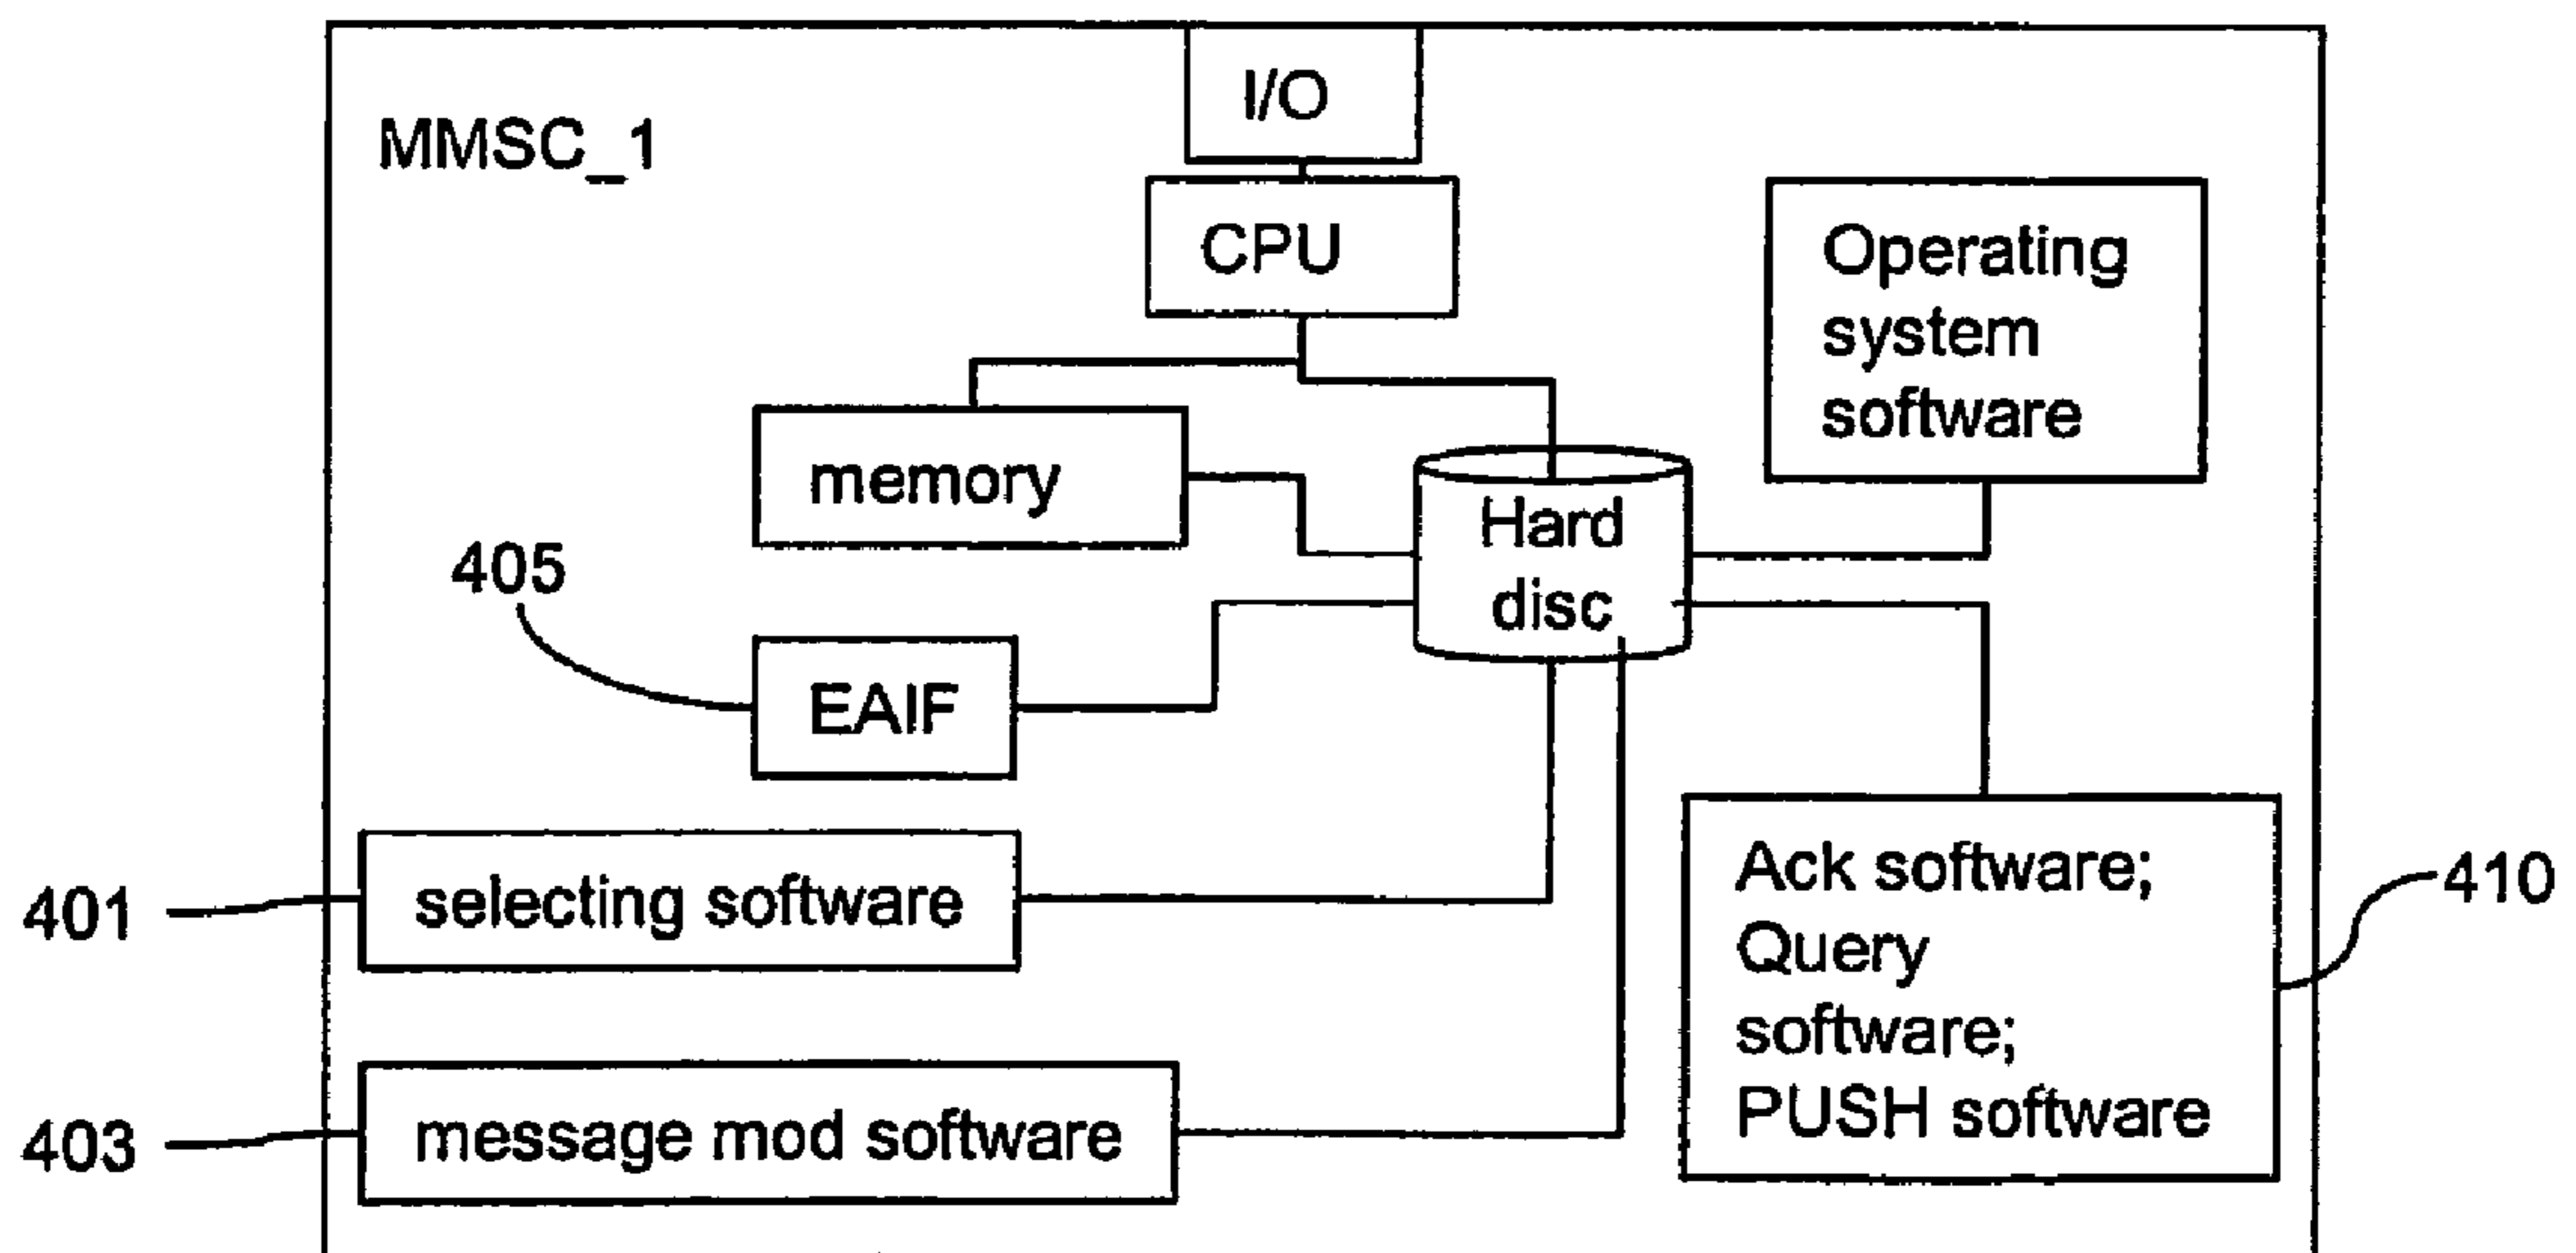 I/O
MMSC_1
CPU
Operating
system
software
memory
Hard
disc
405
EAIF
401
selecting software
Ack software;
Query
software;
PUSH software
410
403
message mod software